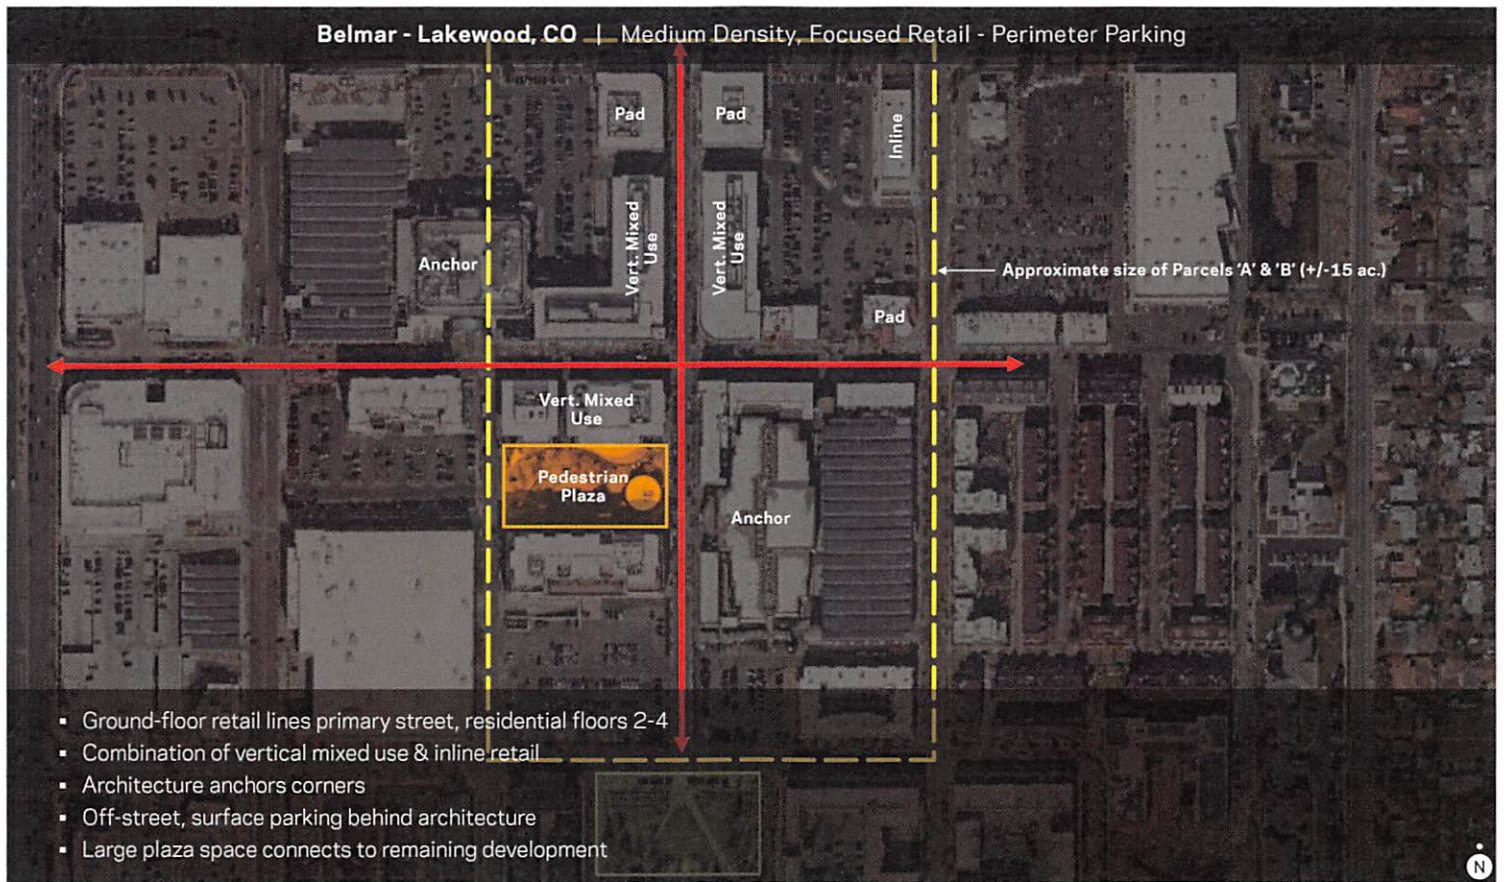 Belmar - Lakewood, CO | Medium Density, Focused Retail - Perimeter Parking
Pad
Pad
Inline
Vert. Mixed
Use
Vert. Mixed
Use
Anchor
Approximate size of Parcels 'A' & 'B' (+/-15 ac.)
Pad
Vert. Mixed
Use
Pedestrian
Plaza
Anchor
▪ Ground-floor retail lines primary street, residential floors 2-4
▪ Combination of vertical mixed use & inline retail
▪ Architecture anchors corners
▪ Off-street, surface parking behind architecture
▪ Large plaza space connects to remaining development
N